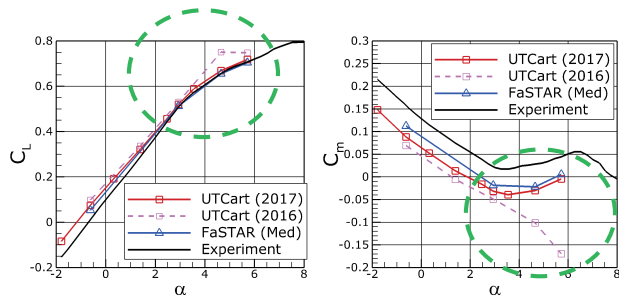 0.8
0.6
0.4
0.2
0
-0.2
-2
0
2
4
6
8
C_L
α
UTCart (2017)
UTCart (2016)
FaSTAR (Med)
Experiment
0.3
0.25
0.2
0.15
0.1
0.05
0
-0.05
-0.1
-0.15
-0.2
-2
0
2
4
6
8
C_m
α
UTCart (2017)
UTCart (2016)
FaSTAR (Med)
Experiment